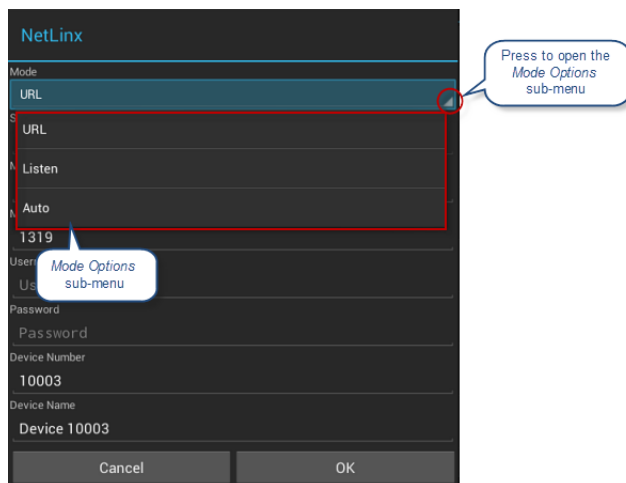 NetLinx
Mode
URL
Press to open the
Mode Options
sub-menu
URL
Listen
Auto
1319
Mode Options
sub-menu
Password
Password
Device Number
10003
Device Name
Device 10003
Cancel
OK